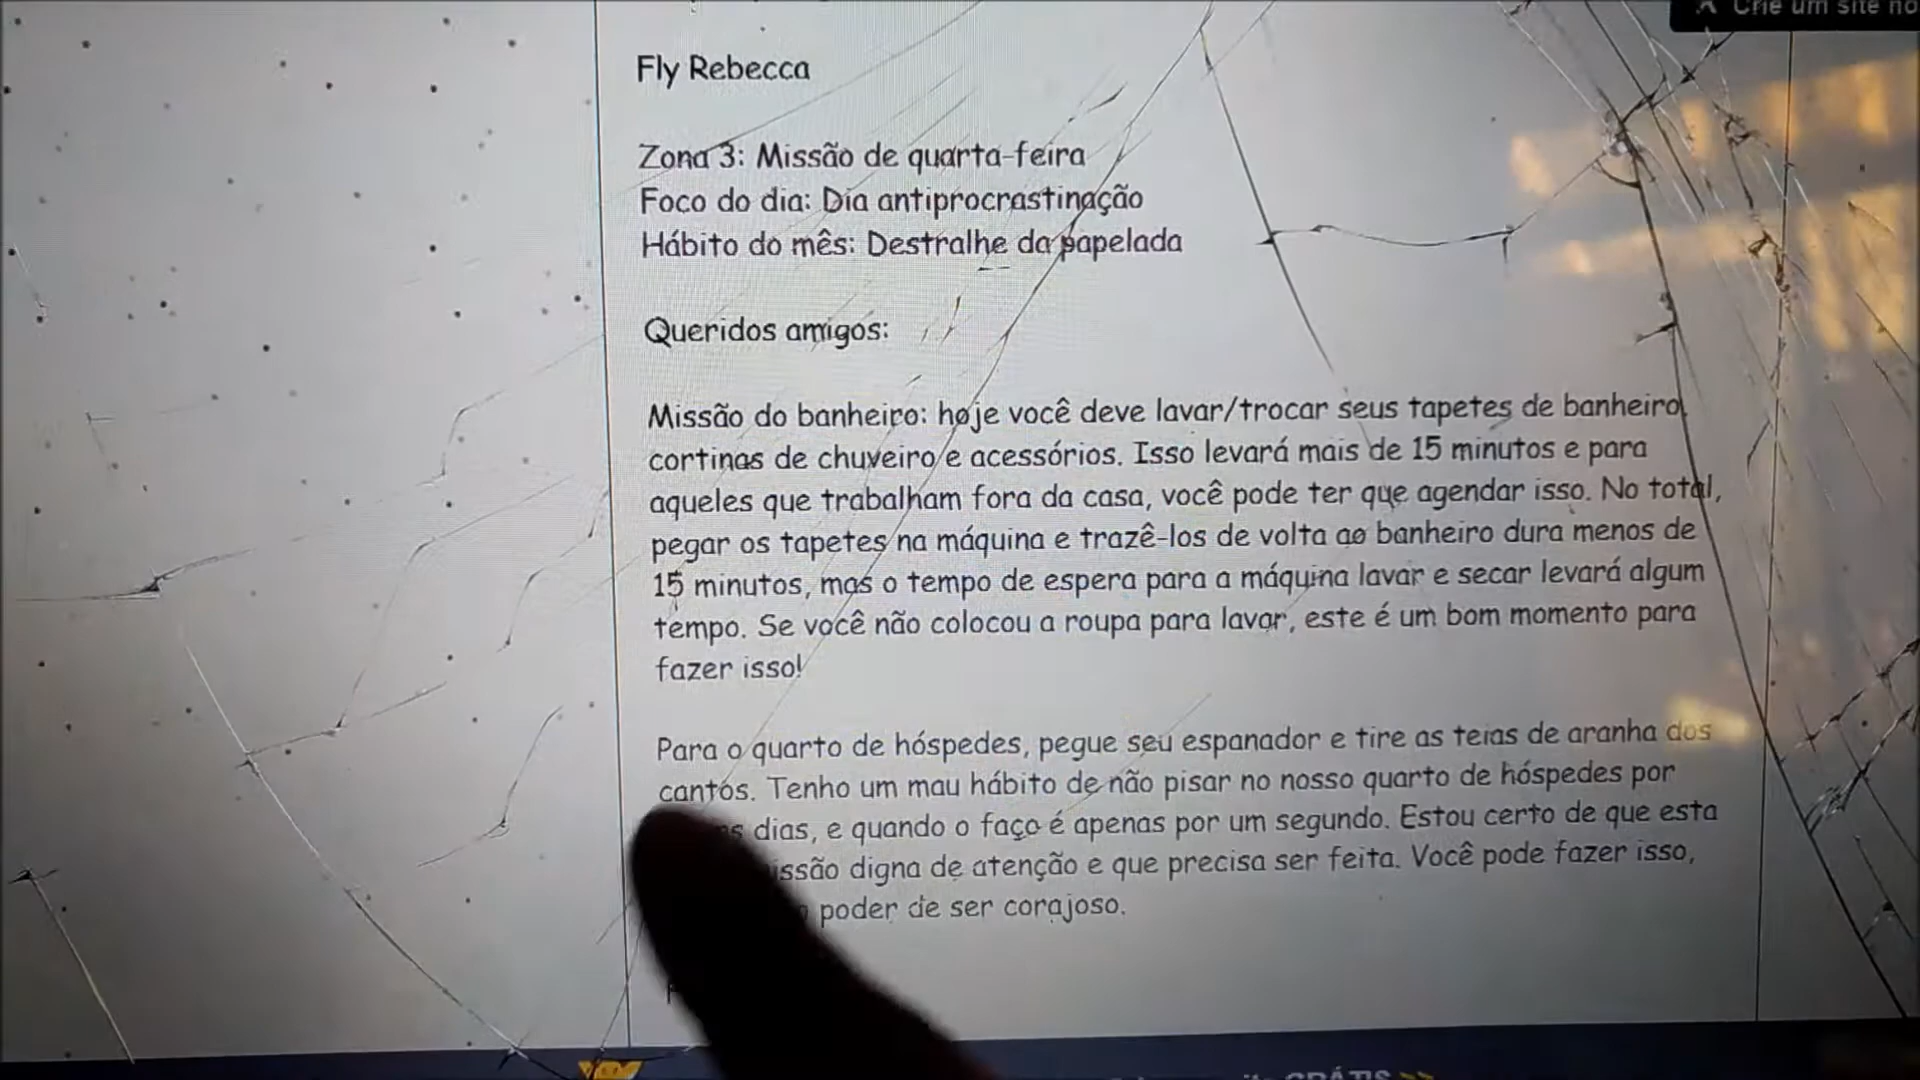 Crie um site no
Fly Rebecca
Zona 3: Missão de quarta-feira
Foco do dia: Dia antiprocrastinação
Hábito do mês: Destralhe da papelada
Queridos amigos:
Missão do banheiro: hoje você deve lavar/trocar seus tapetes de banheiro,
cortinas de chuveiro e acessórios. Isso levará mais de 15 minutos e para
aqueles que trabalham fora da casa, você pode ter que agendar isso. No total,
pegar os tapetes na máquina e trazê-los de volta ao banheiro dura menos de
15 minutos, mas o tempo de espera para a máquina lavar e secar levará algum
tempo. Se você não colocou a roupa para lavar, este é um bom momento para
fazer isso!
Para o quarto de hóspedes, pegue seu espanador e tire as teias de aranha dos
cantos. Tenho um mau hábito de não pisar no nosso quarto de hóspedes por
dias, e quando o faço é apenas por um segundo. Estou certo de que esta
digna de atenção e que precisa ser feita. Você pode fazer isso,
poder de ser corajoso.
GRÁTIS >>